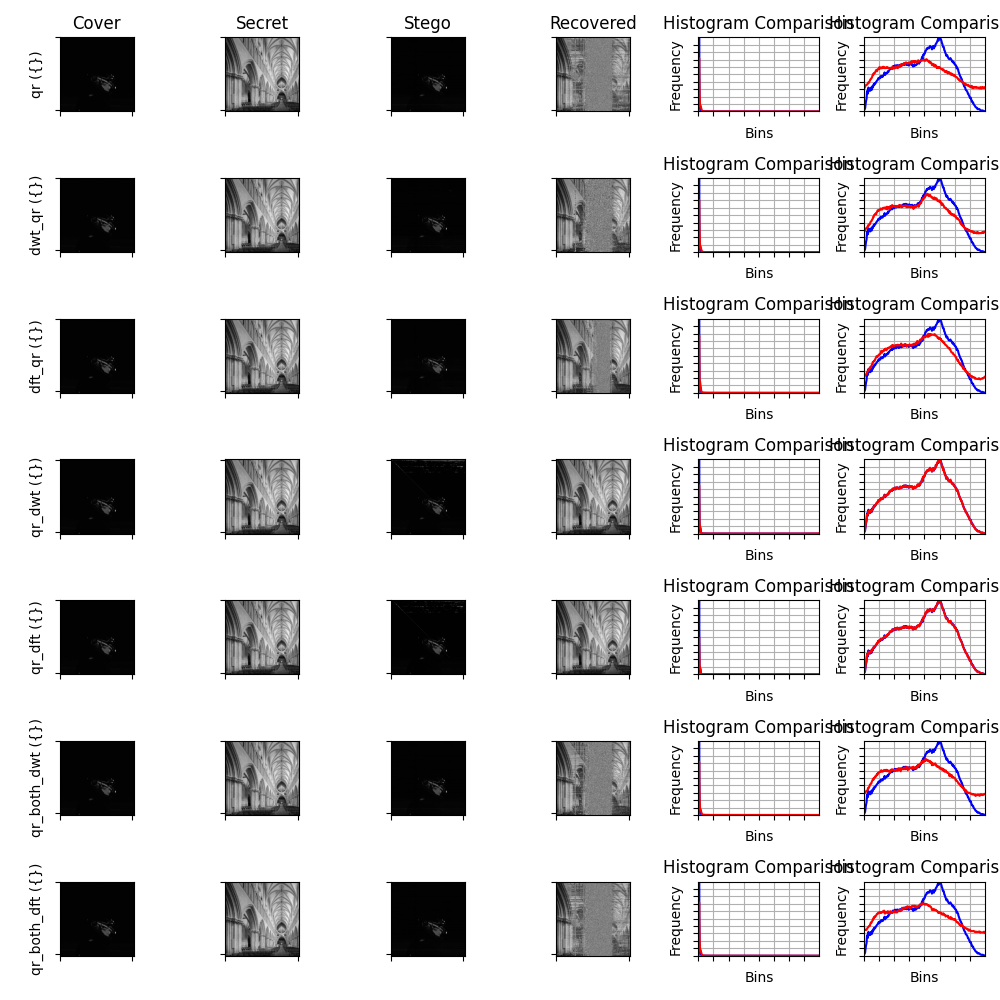 Cover Secret Stego Recovered Histogram Comparison Histogram Comparis
qr ({}) Frequency Frequency
Bins Bins
Histogram Comparison Histogram Comparis
dwt_qr ({}) Frequency Frequency
Bins Bins
Histogram Comparison Histogram Comparis
dft_qr ({}) Frequency Frequency
Bins Bins
Histogram Comparison Histogram Comparis
qr_dwt ({}) Frequency Frequency
Bins Bins
Histogram Comparison Histogram Comparis
qr_dft ({}) Frequency Frequency
Bins Bins
Histogram Comparison Histogram Comparis
qr_both_dwt ({}) Frequency Frequency
Bins Bins
Histogram Comparison Histogram Comparis
qr_both_dft ({}) Frequency Frequency
Bins Bins